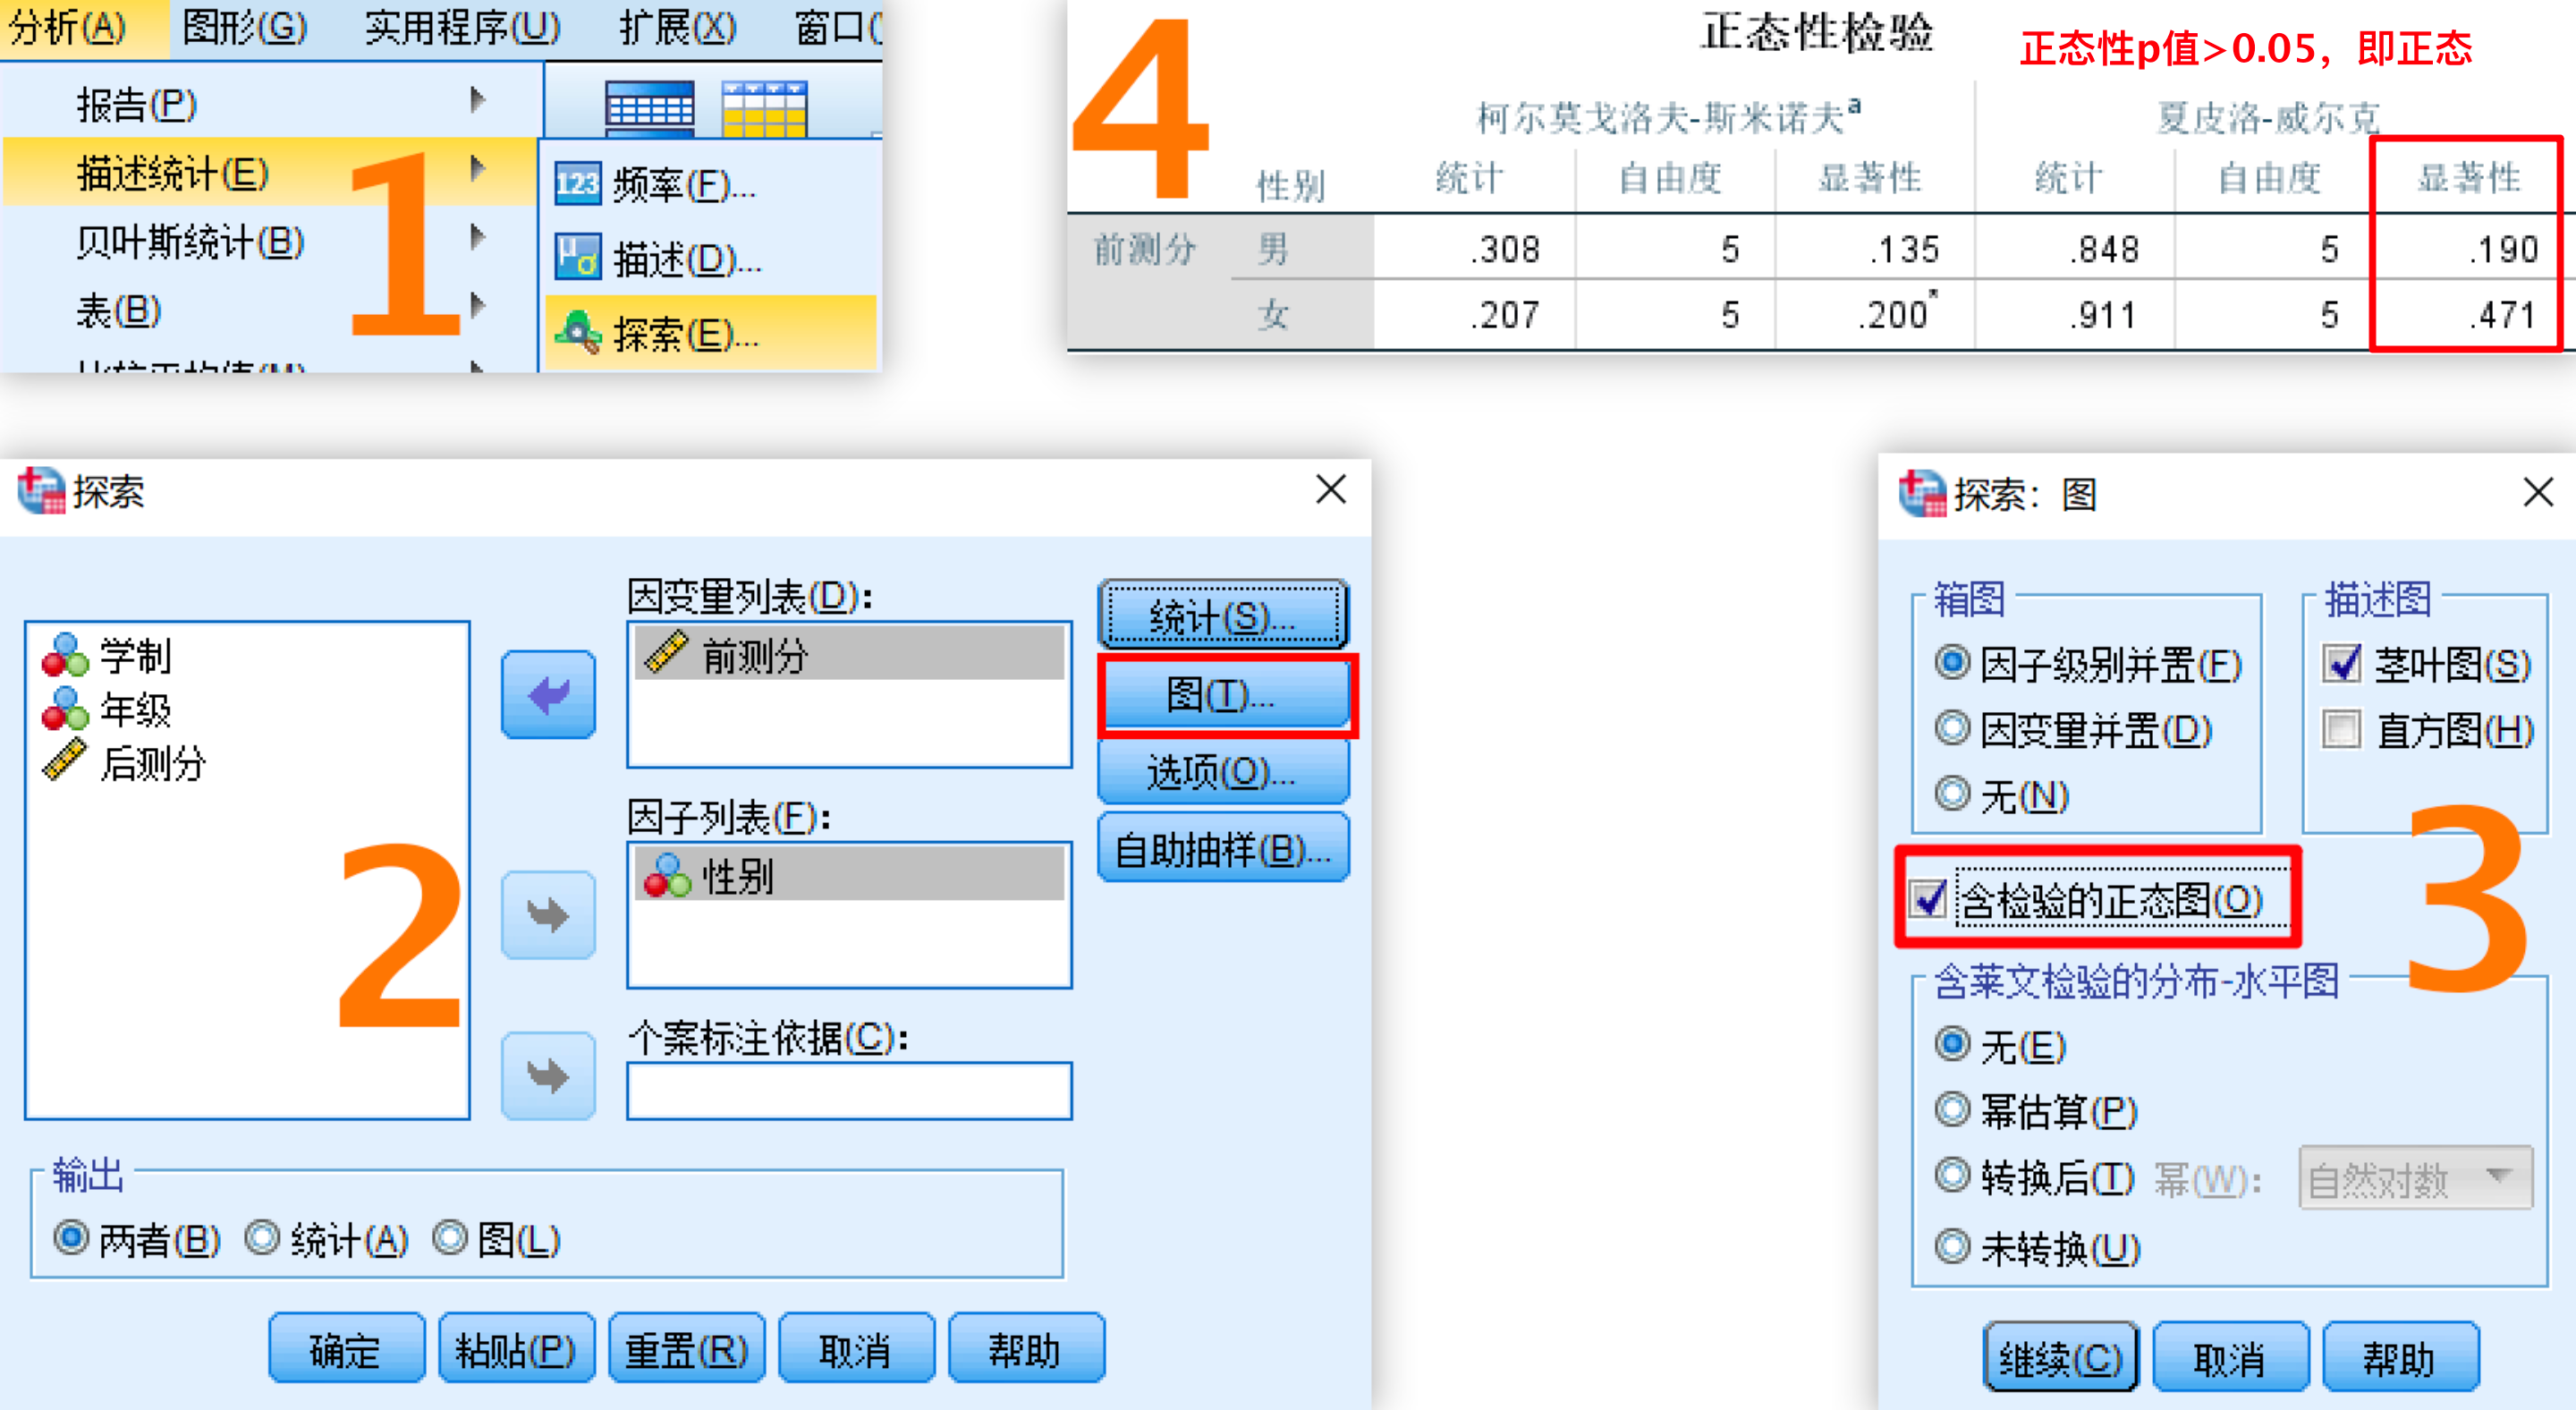 分析(A) 图形(G) 实用程序(U) 扩展(X) 窗口(
报告(P)
描述统计(E)
贝叶斯统计(B)
表(B)
1
123 频率(F)...
μ σ 描述(D)...
探索(E)...
4
正态性检验
正态性p值>0.05，即正态
柯尔莫戈洛夫-斯米诺夫a 夏皮洛-威尔克
性别 统计 自由度 显著性 统计 自由度 显著性
前测分 男 .308 5 .135 .848 5 .190
女 .207 5 .200* .911 5 .471
探索
学制
年级
后测分
2
因变量列表(D)：
前测分
因子列表(F)：
性别
个案标注依据(C)：
统计(S)...
图(T)...
选项(O)...
自助抽样(B)...
输出
两者(B) 统计(A) 图(L)
确定 粘贴(P) 重置(R) 取消 帮助
探索：图
箱图
因子级别并置(F)
因变量并置(D)
无(N)
描述图
茎叶图(S)
直方图(H)
3
含检验的正态图(O)
含莱文检验的分布-水平图
无(E)
幂估算(P)
转换后(T) 幂(W)： 自然对数
未转换(U)
继续(C) 取消 帮助